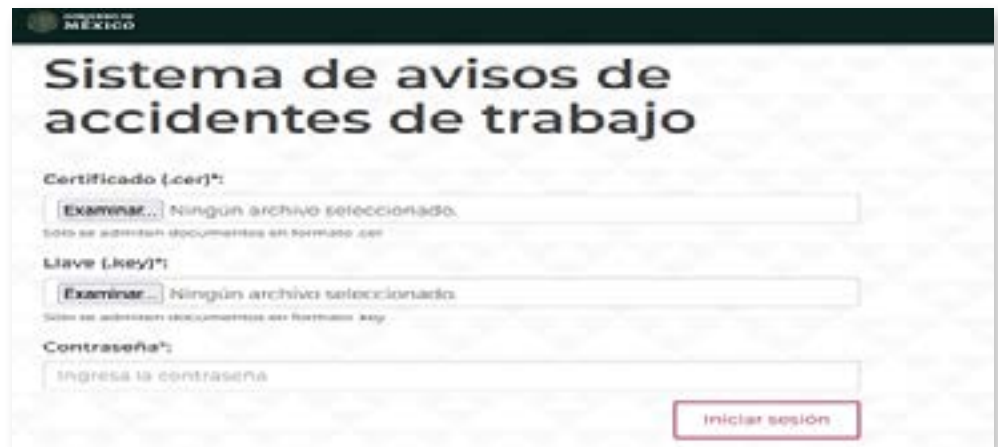 GOBIERNO DE
MÉXICO
Sistema de avisos de
accidentes de trabajo
Certificado (.cer)*:
Examinar... Ningún archivo seleccionado.
Sólo se admiten documentos en formato .cer
Llave (.key)*:
Examinar... Ningún archivo seleccionado.
Sólo se admiten documentos en formato .key
Contraseña*:
Ingresa la contraseña
Iniciar sesión